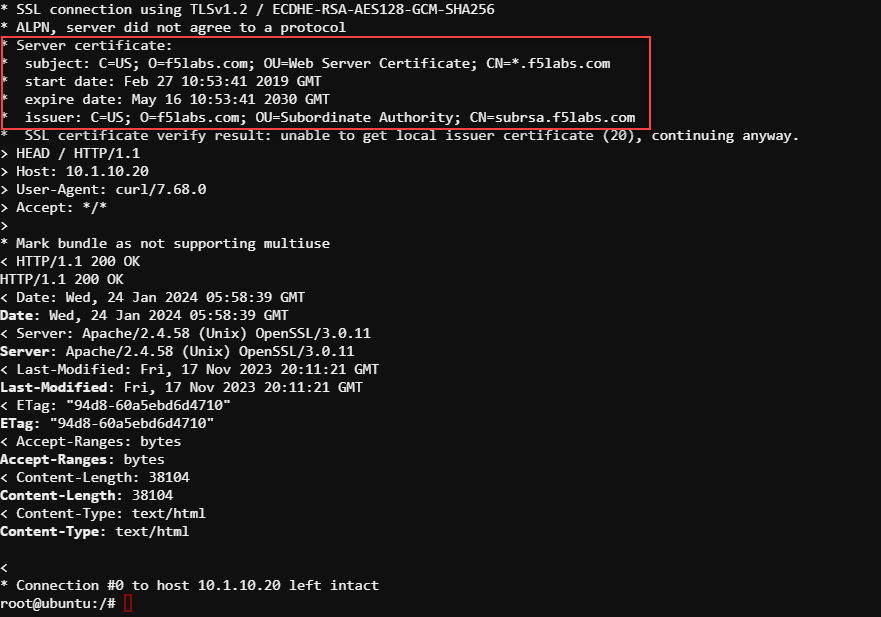 * SSL connection using TLSv1.2 / ECDHE-RSA-AES128-GCM-SHA256
* ALPN, server did not agree to a protocol
* Server certificate:
*  subject: C=US; O=f5labs.com; OU=Web Server Certificate; CN=*.f5labs.com
*  start date: Feb 27 10:53:41 2019 GMT
*  expire date: May 16 10:53:41 2030 GMT
*  issuer: C=US; O=f5labs.com; OU=Subordinate Authority; CN=subrsa.f5labs.com
*  SSL certificate verify result: unable to get local issuer certificate (20), continuing anyway.
> HEAD / HTTP/1.1
> Host: 10.1.10.20
> User-Agent: curl/7.68.0
> Accept: */*
>
* Mark bundle as not supporting multiuse
< HTTP/1.1 200 OK
HTTP/1.1 200 OK
< Date: Wed, 24 Jan 2024 05:58:39 GMT
Date: Wed, 24 Jan 2024 05:58:39 GMT
< Server: Apache/2.4.58 (Unix) OpenSSL/3.0.11
Server: Apache/2.4.58 (Unix) OpenSSL/3.0.11
< Last-Modified: Fri, 17 Nov 2023 20:11:21 GMT
Last-Modified: Fri, 17 Nov 2023 20:11:21 GMT
< ETag: "94d8-60a5ebd6d4710"
ETag: "94d8-60a5ebd6d4710"
< Accept-Ranges: bytes
Accept-Ranges: bytes
< Content-Length: 38104
Content-Length: 38104
< Content-Type: text/html
Content-Type: text/html

<
* Connection #0 to host 10.1.10.20 left intact
root@ubuntu:/#